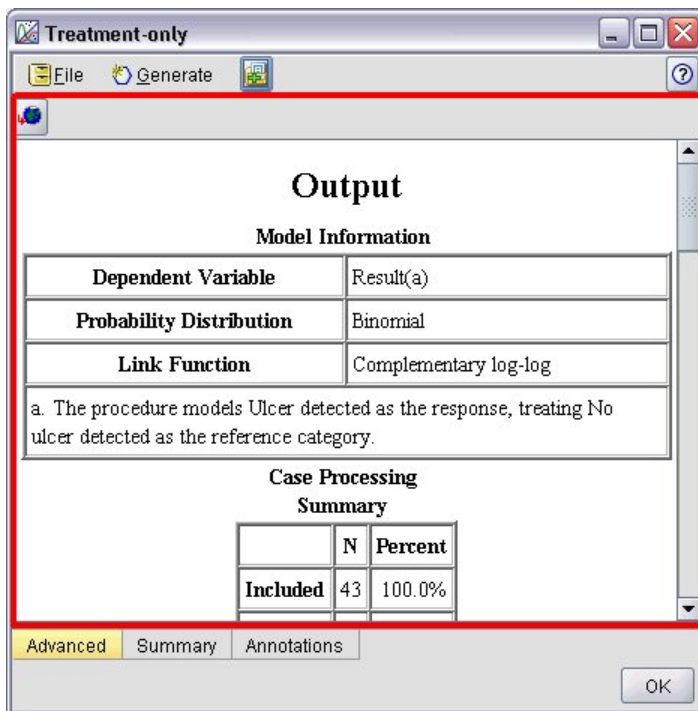 Treatment-only
File Generate
Output
Model Information
Dependent Variable Result(a)
Probability Distribution Binomial
Link Function Complementary log-log
a. The procedure models Ulcer detected as the response, treating No
ulcer detected as the reference category.
Case Processing
Summary
N Percent
Included 43 100.0%
Advanced Summary Annotations
OK